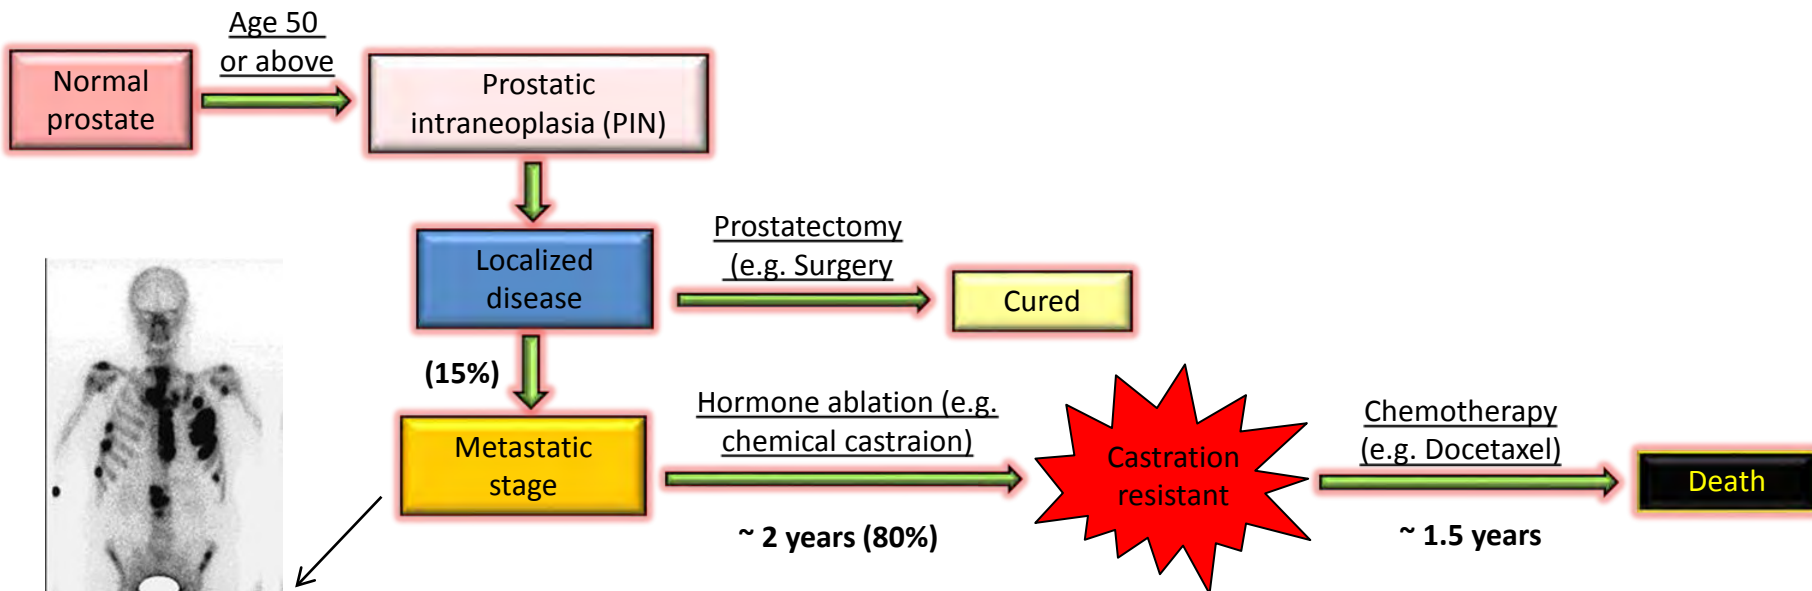 Age 50
or above
Normal
prostate
Prostatic
intraneoplasia (PIN)
Localized
disease
Prostatectomy
(e.g. Surgery
Cured
(15%)
Metastatic
stage
Hormone ablation (e.g.
chemical castraion)
~ 2 years (80%)
Castration
resistant
Chemotherapy
(e.g. Docetaxel)
~ 1.5 years
Death